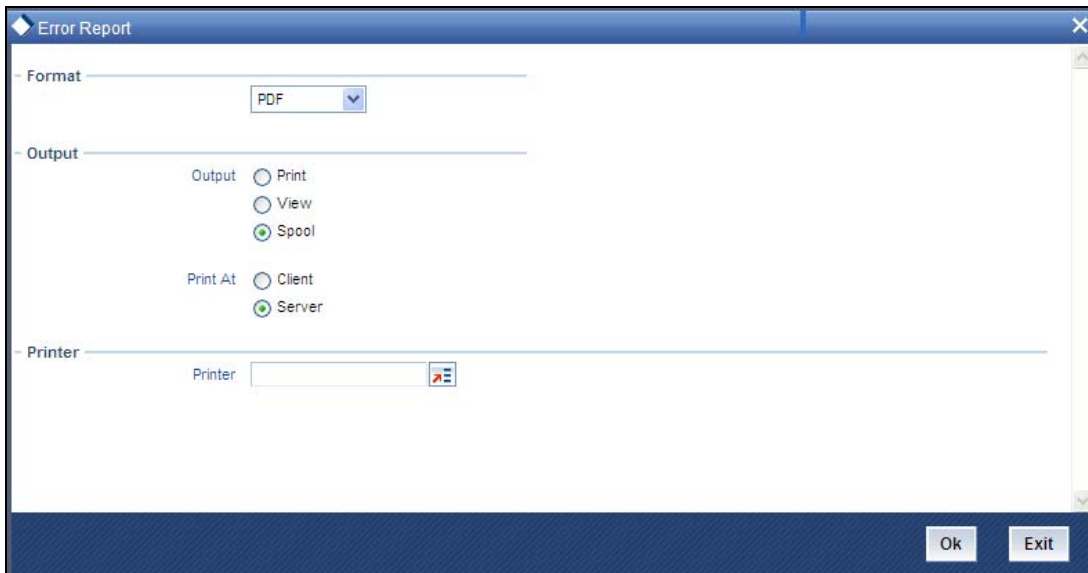 Error Report
Format
PDF
Output
Output Print
View
Spool
Print At Client
Server
Printer
Printer
Ok Exit